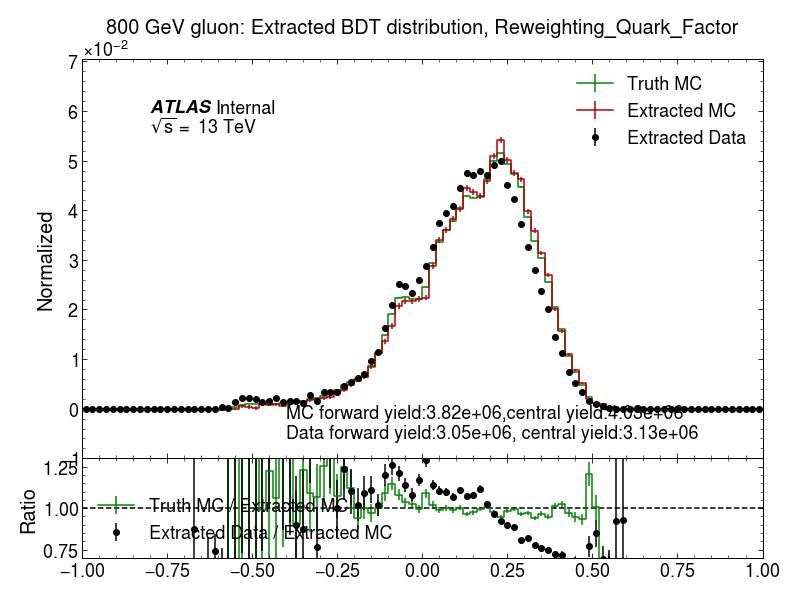 800 GeV gluon: Extracted BDT distribution, Reweighting_Quark_Factor
×10⁻²
7
ATLAS Internal
√s = 13 TeV
Truth MC
Extracted MC
Extracted Data
6
5
4
3
2
1
0
Normalized
MC forward yield:3.82e+06,central yield:4.03e+06
Data forward yield:3.05e+06, central yield:3.13e+06
1.25
1.00
0.75
Ratio
Truth MC / Extracted MC
Extracted Data / Extracted MC
−1.00 −0.75 −0.50 −0.25 0.00 0.25 0.50 0.75 1.00